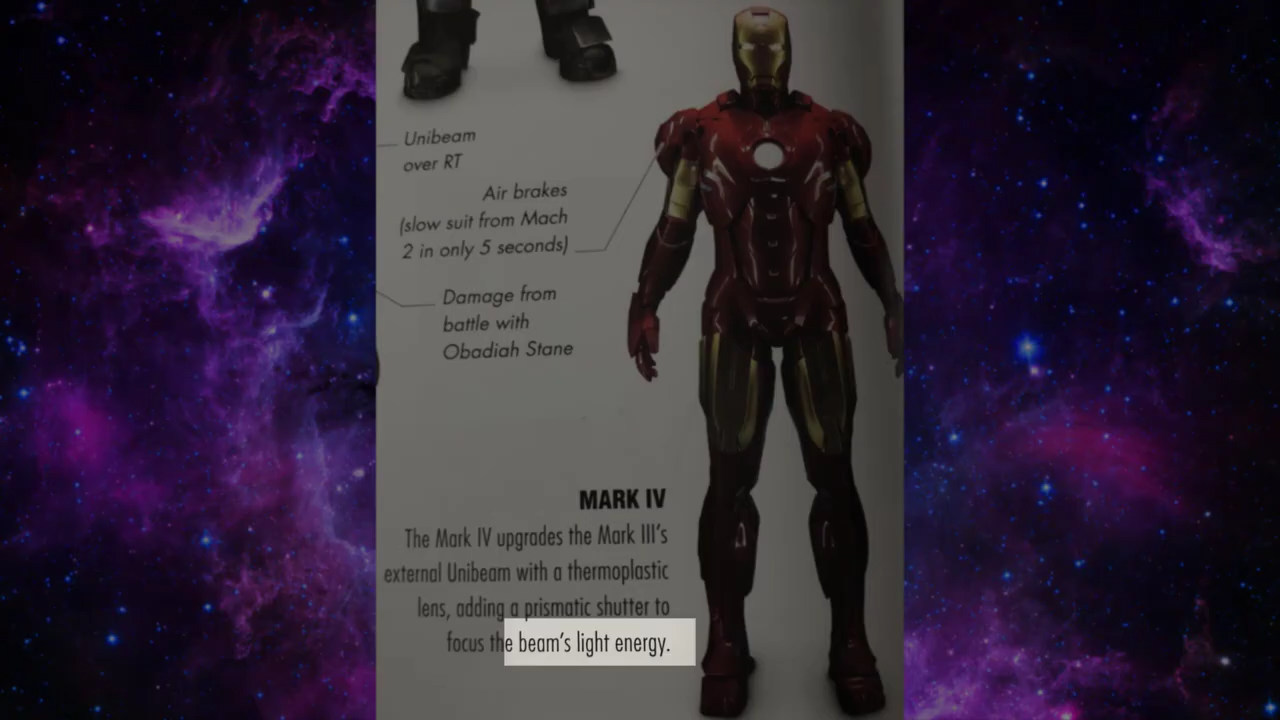 Unibeam
over RT
Air brakes
(slow suit from Mach
2 in only 5 seconds)
Damage from
battle with
Obadiah Stane
MARK IV
The Mark IV upgrades the Mark III's
external Unibeam with a thermoplastic
lens, adding a prismatic shutter to
focus the beam's light energy.